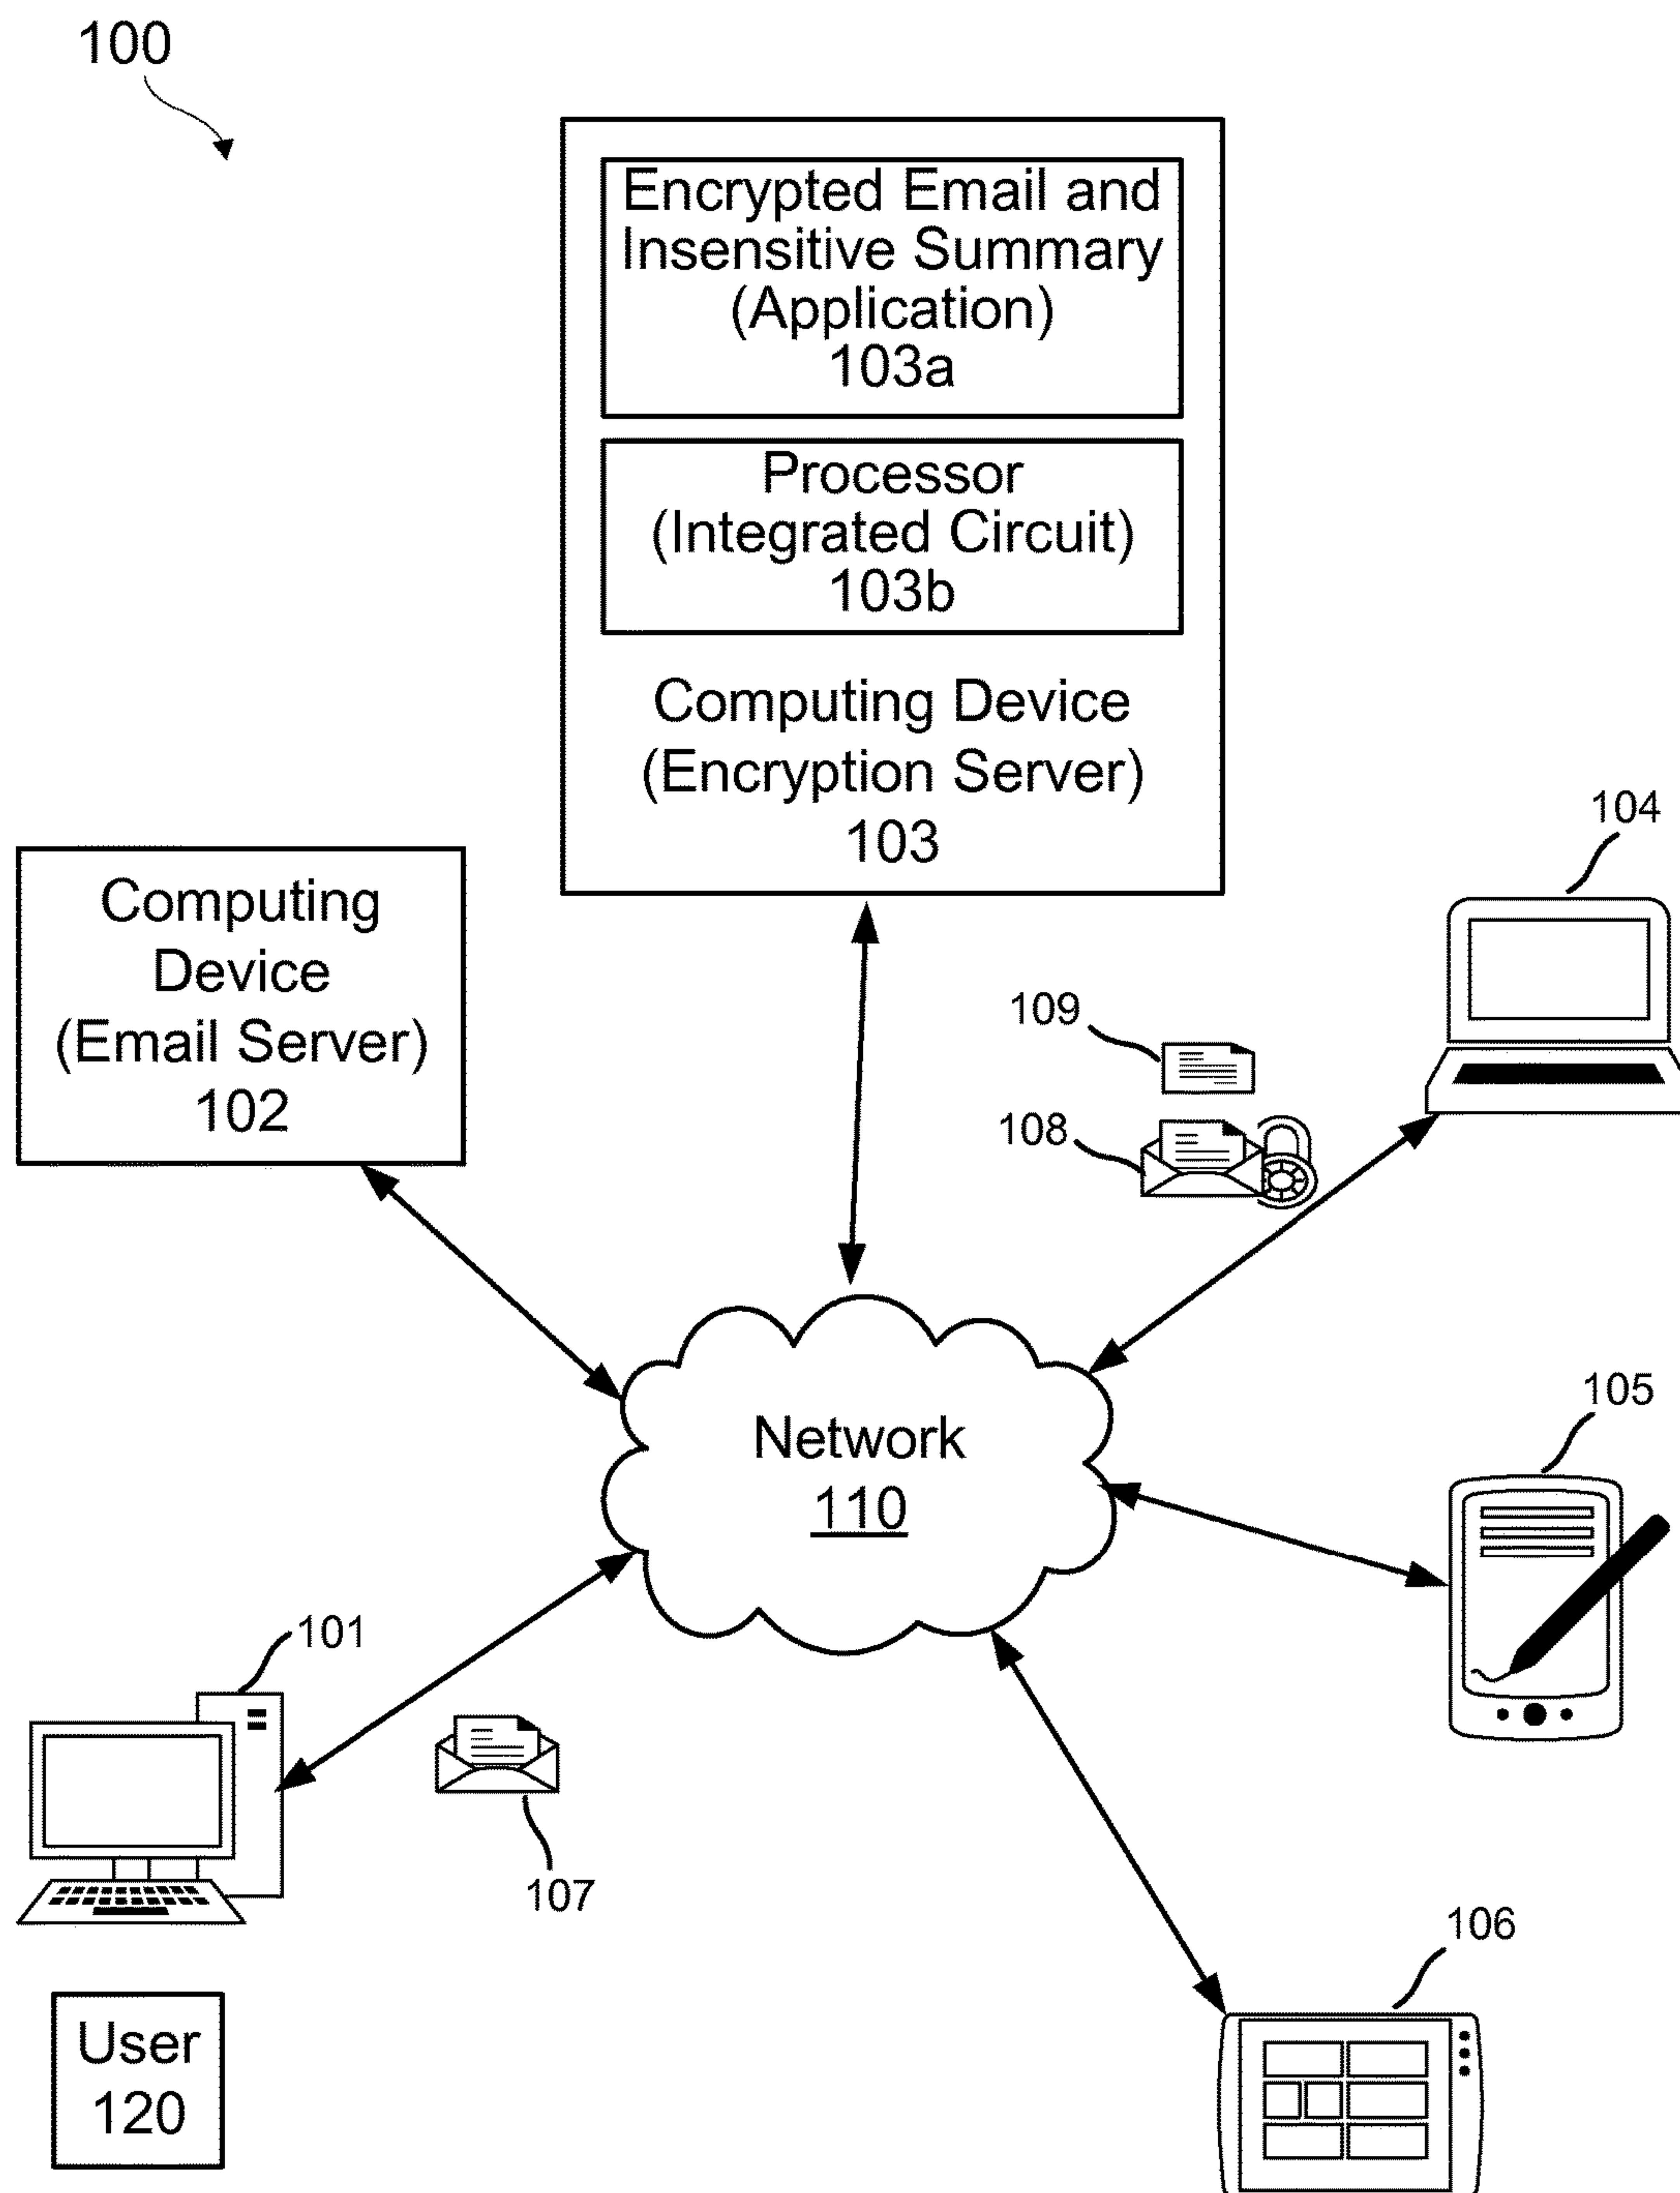 100
Encrypted Email and
Insensitive Summary
(Application)
103a
Processor
(Integrated Circuit)
103b
Computing Device
(Encryption Server)
103
104
Computing
Device
(Email Server)
102
109
108
Network
110
105
101
107
106
User
120